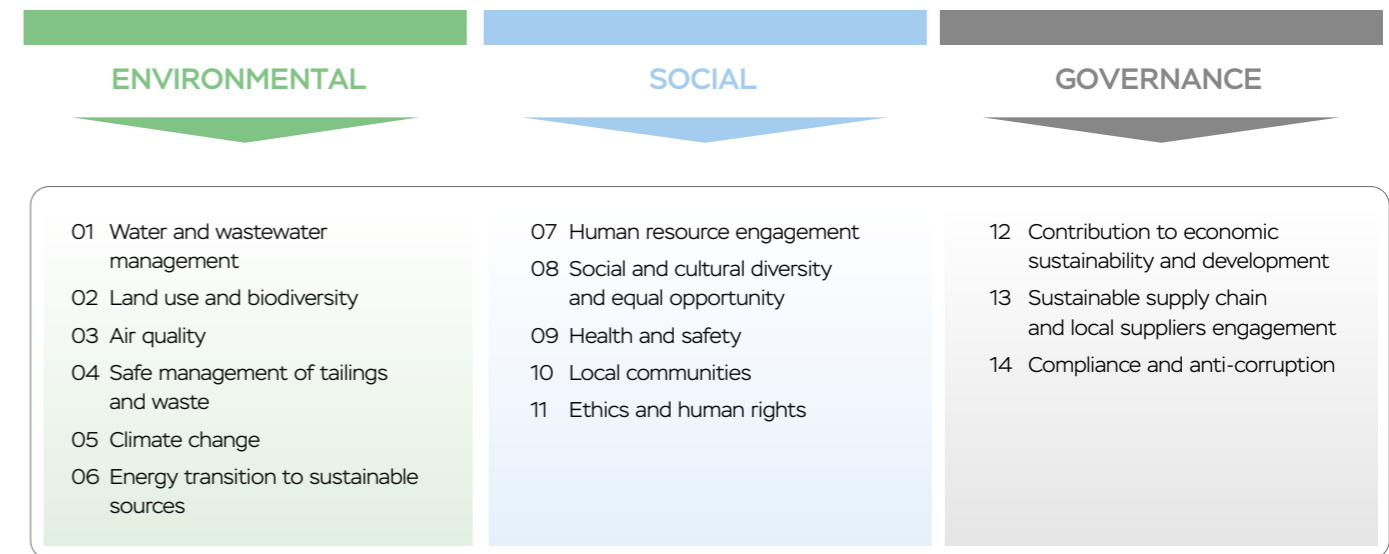 ENVIRONMENTAL
SOCIAL
GOVERNANCE
01 Water and wastewater
management
02 Land use and biodiversity
03 Air quality
04 Safe management of tailings
and waste
05 Climate change
06 Energy transition to sustainable
sources
07 Human resource engagement
08 Social and cultural diversity
and equal opportunity
09 Health and safety
10 Local communities
11 Ethics and human rights
12 Contribution to economic
sustainability and development
13 Sustainable supply chain
and local suppliers engagement
14 Compliance and anti-corruption